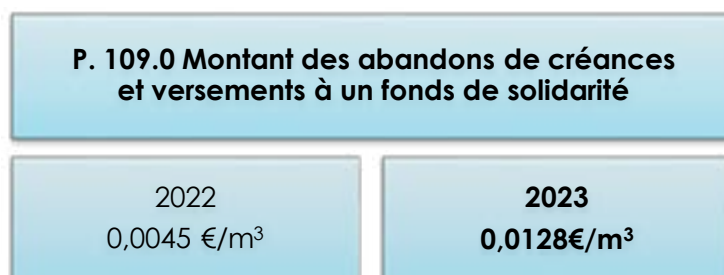 P. 109.0 Montant des abandons de créances
et versements à un fonds de solidarité
2022
0,0045 €/m³
2023
0,0128€/m³